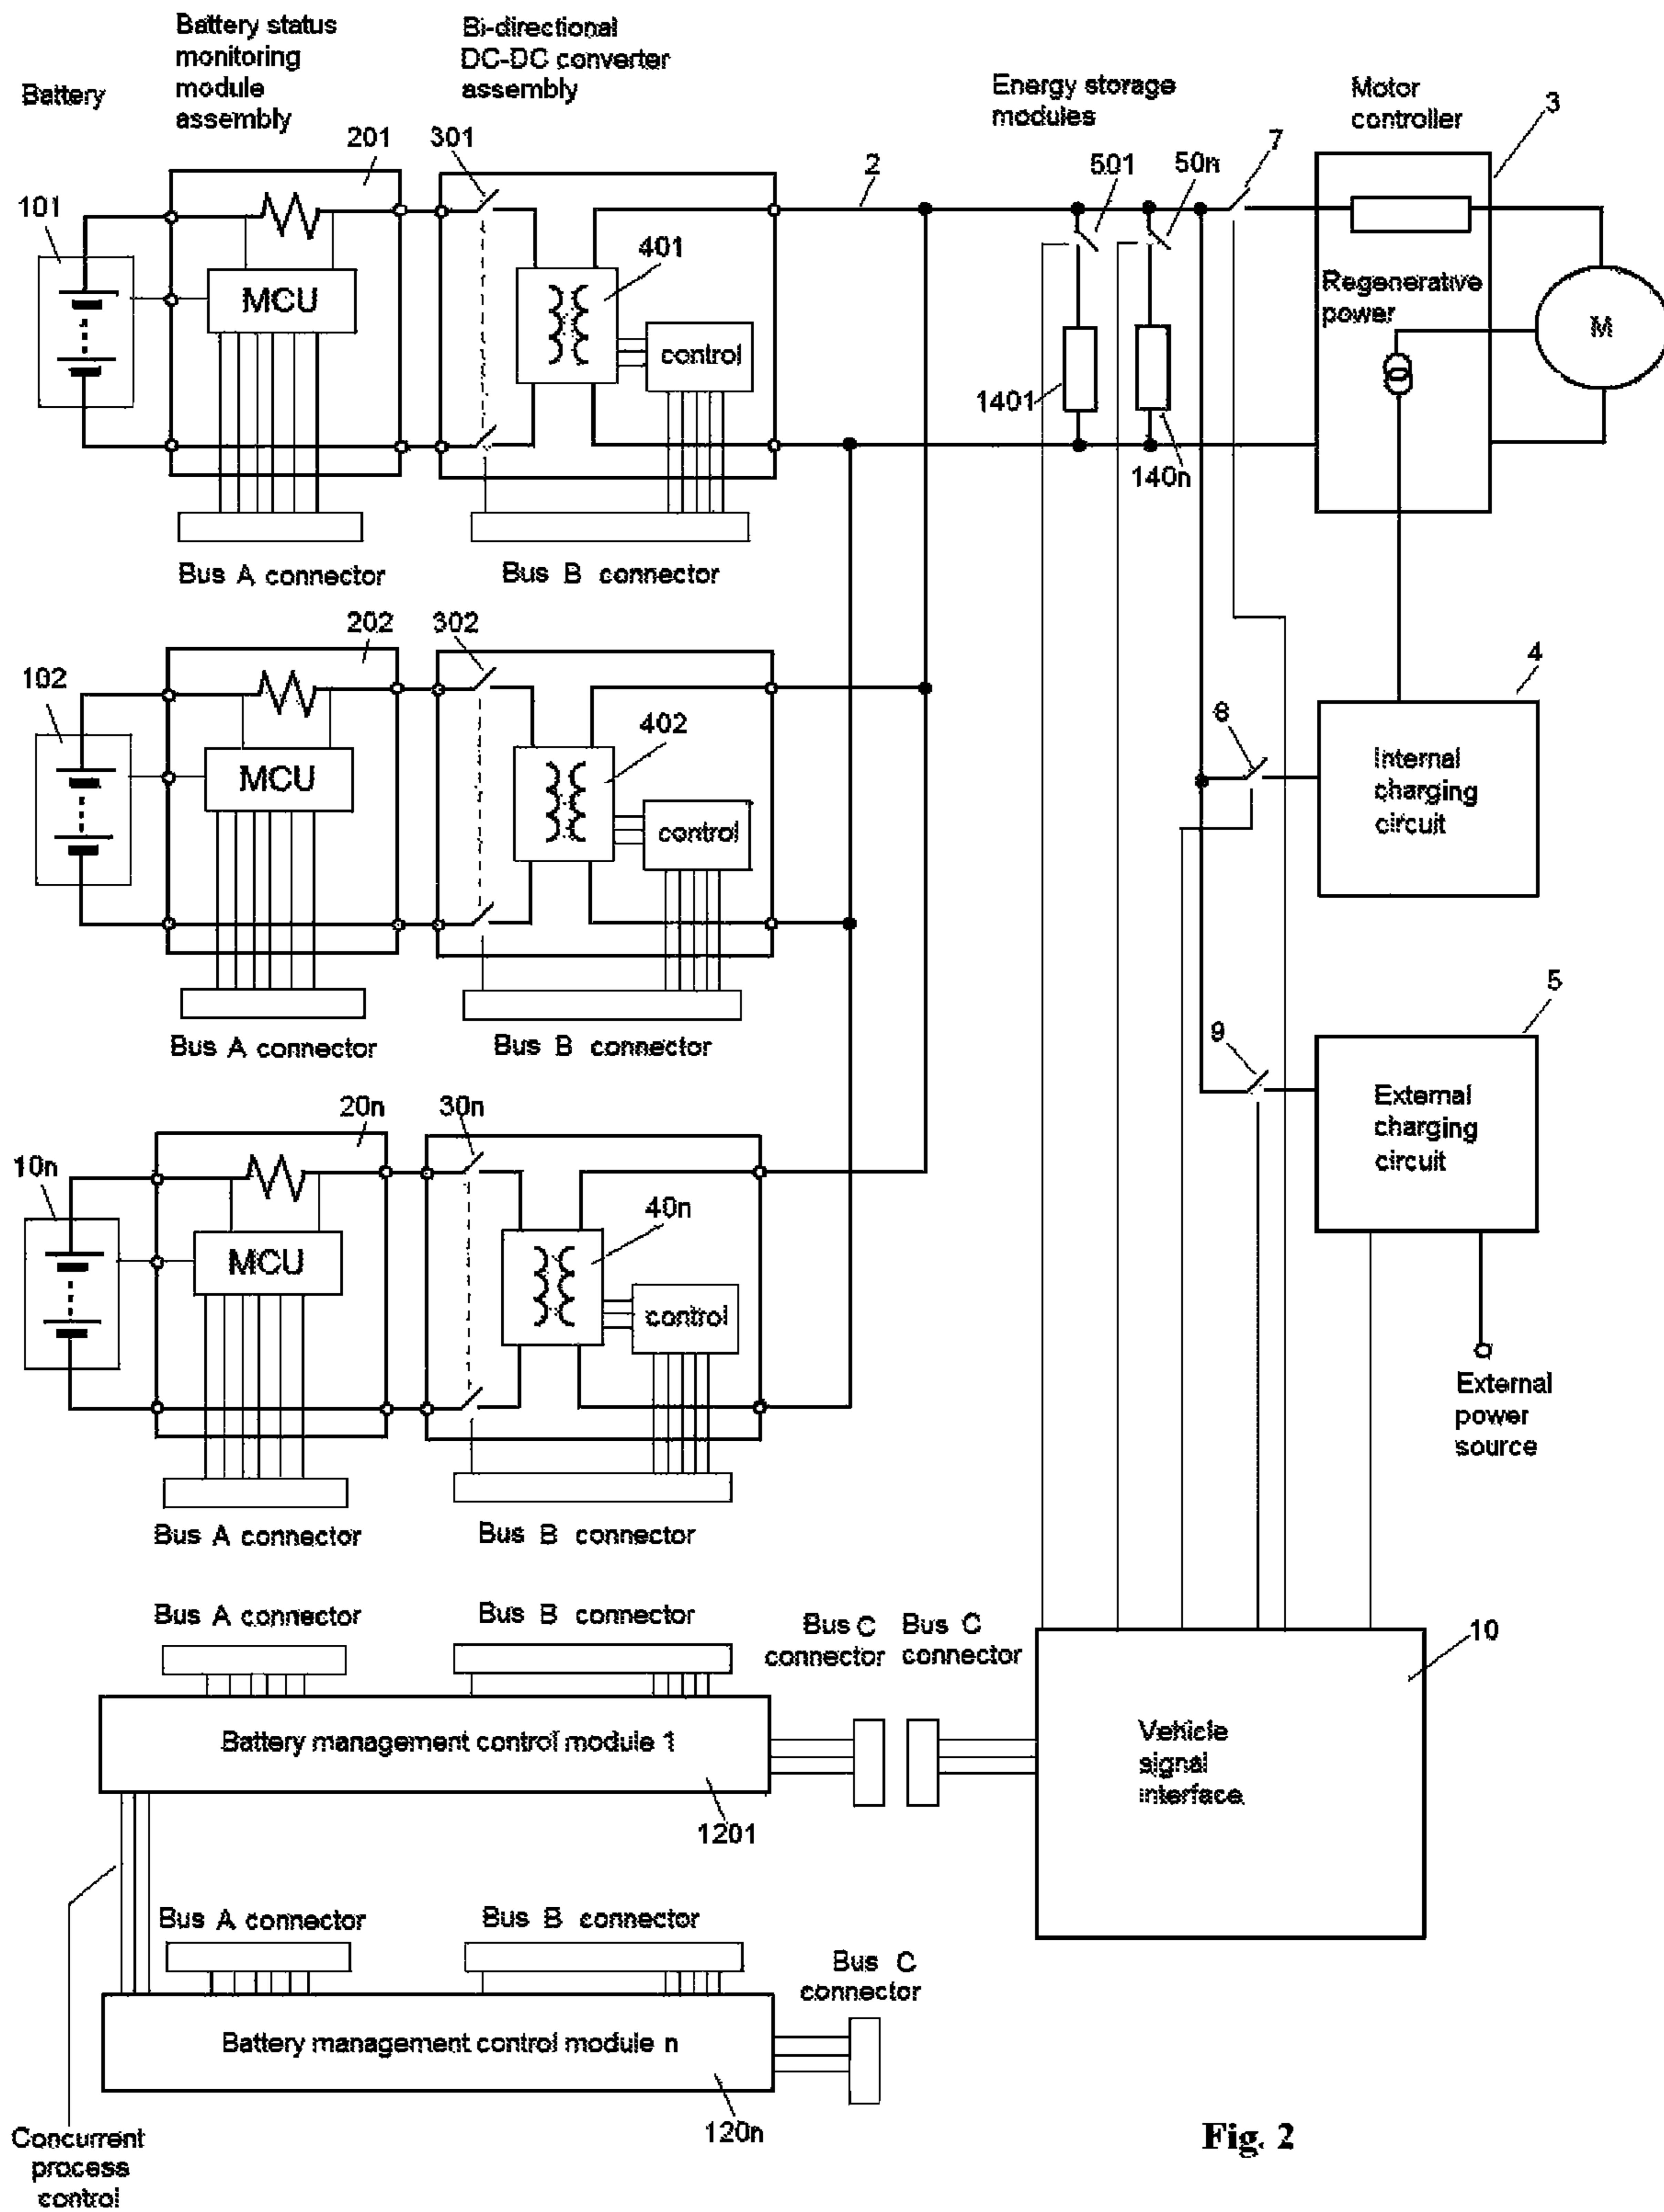 Battery
Battery status
monitoring
module
assembly
Bi-directional
DC-DC converter
assembly
Energy storage
modules
Motor
controller
3
201
301
2
501
50n
7
101
401
MCU
control
Regenerative
power
M
1401
140n
Bus A connector
Bus B connector
202
302
102
402
MCU
control
4
8
Internal
charging
circuit
Bus A connector
Bus B connector
5
9
External
charging
circuit
20n
30n
10n
40n
MCU
control
External
power
source
Bus A connector
Bus B connector
Bus A connector
Bus B connector
Bus C
connector
Bus C
connector
10
Battery management control module 1
1201
Vehicle
signal
interface
Bus A connector
Bus B connector
Bus C
connector
Battery management control module n
120n
Concurrent
process
control
Fig. 2